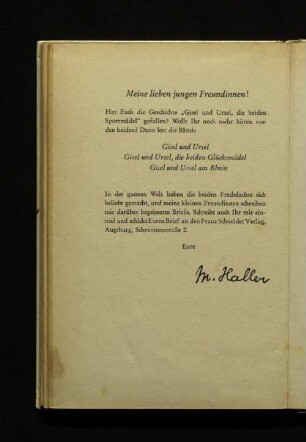 Meine lieben jungen Freundinnen!
Hat Euch die Geschichte „Gisel und Ursel, die beiden
Sportmädel" gefallen? Wollt Ihr noch mehr hören von
den beiden? Dann lest die Bände
Gisel und Ursel
Gisel und Ursel, die beiden Glücksmädel
Gisel und Ursel am Rhein
In der ganzen Welt haben die beiden Frechdachse sich
beliebt gemacht, und meine kleinen Freundinnen schreiben
mir darüber begeisterte Briefe. Schreibt auch Ihr mir ein-
mal und schickt Euren Brief an den Franz Schneider Verlag,
Augsburg, 2.
Eure
M. Haller